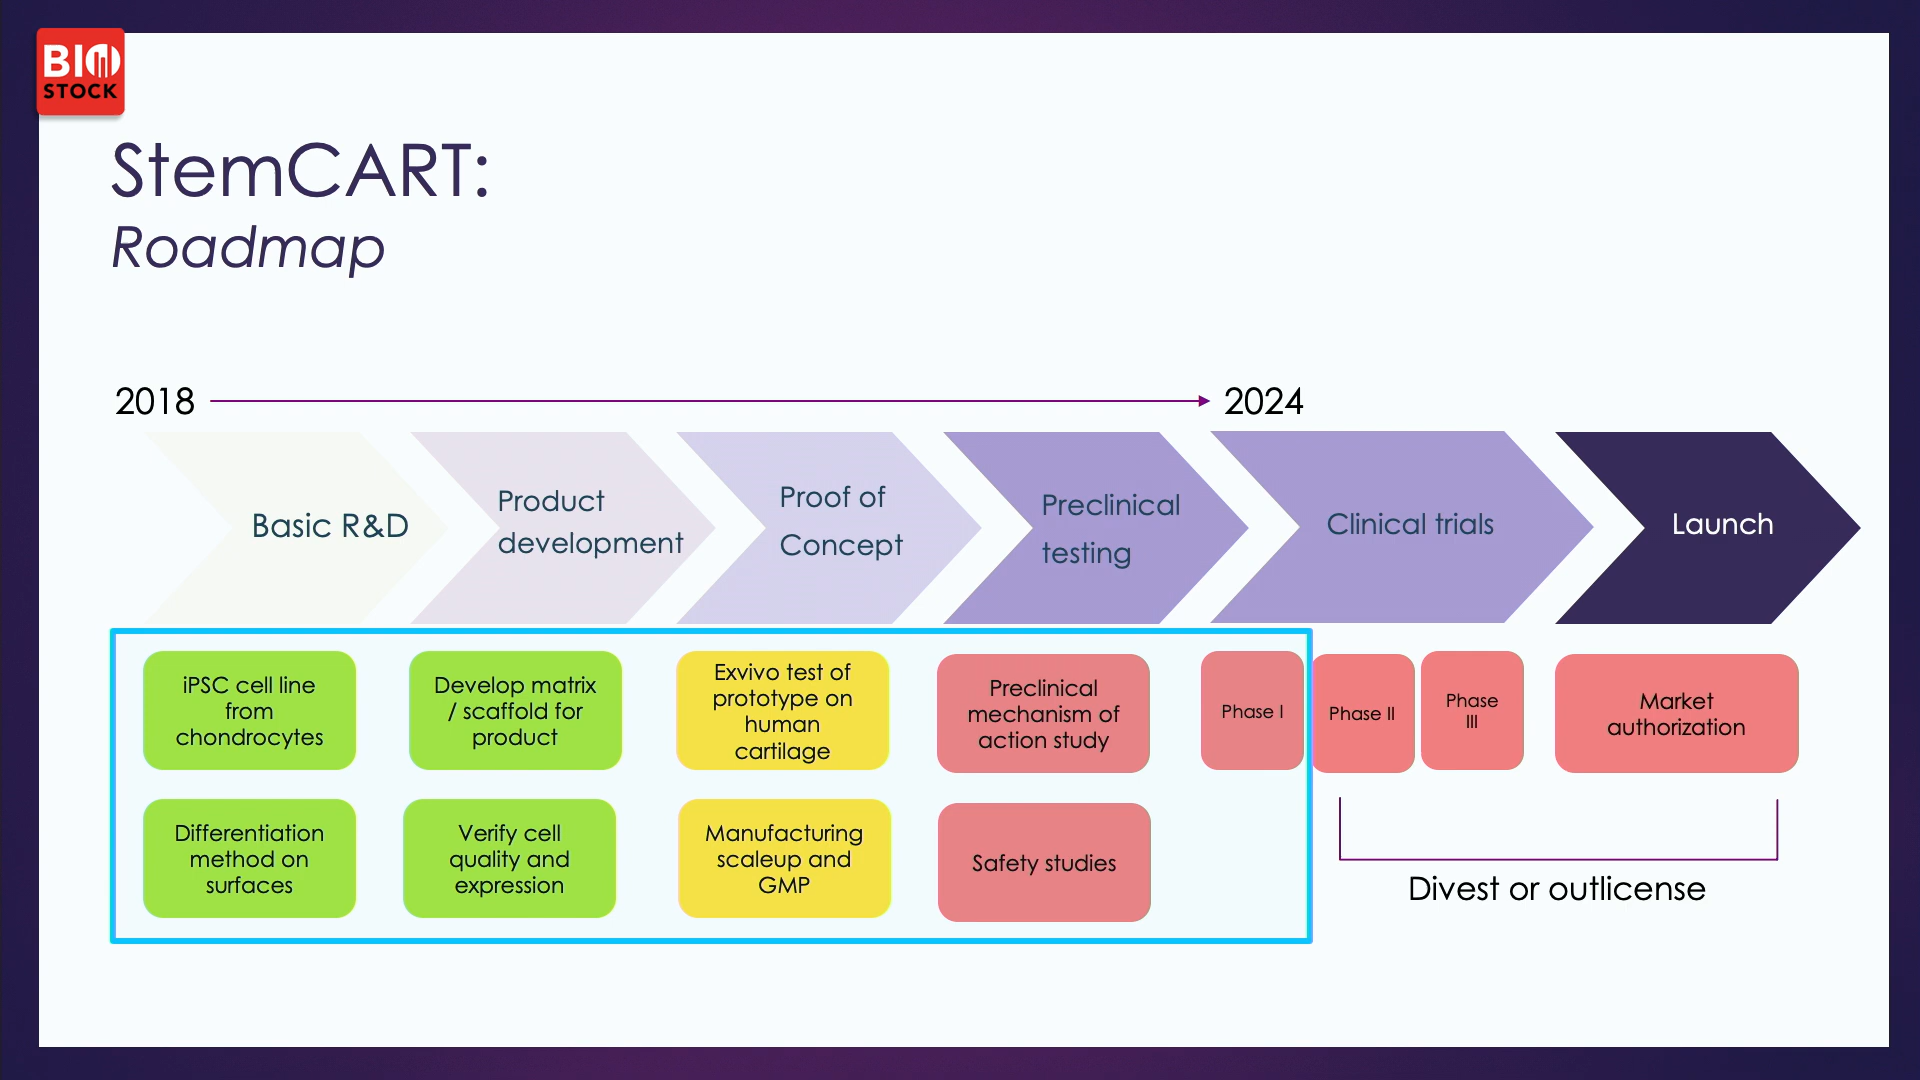 BIO
STOCK
StemCART:
Roadmap
2018
2024
Basic R&D
Product
development
Proof of
Concept
Preclinical
testing
Clinical trials
Launch
iPSC cell line
from
chondrocytes
Develop matrix
/ scaffold for
product
Exvivo test of
prototype on
human
cartilage
Preclinical
mechanism of
action study
Phase I
Phase II
Phase
III
Market
authorization
Differentiation
method on
surfaces
Verify cell
quality and
expression
Manufacturing
scaleup and
GMP
Safety studies
Divest or outlicense